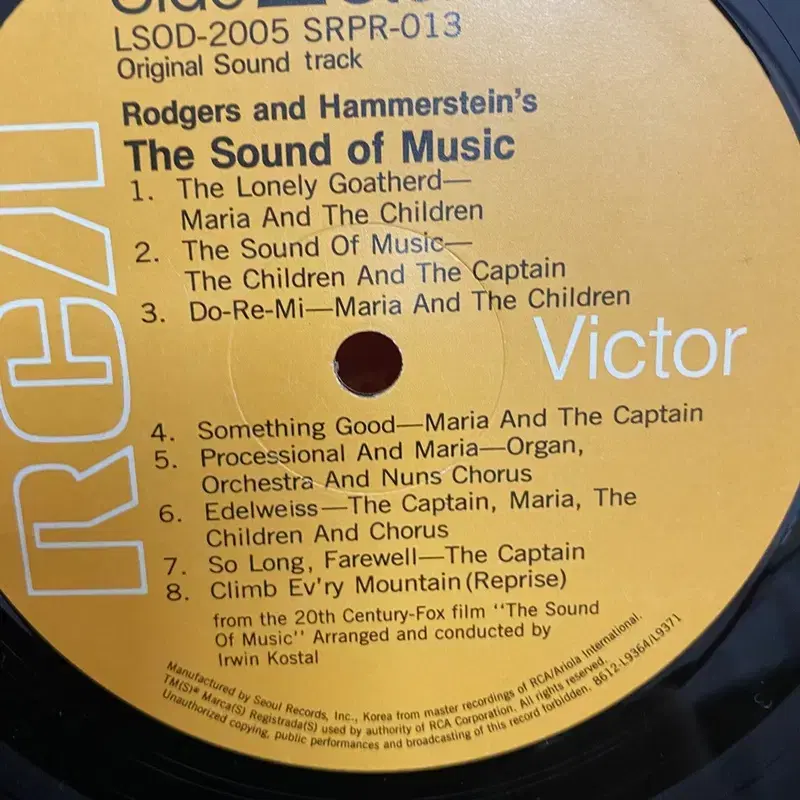 LSOD-2005 SRPR-013
Original Sound track
Rodgers and Hammerstein's
The Sound of Music
1. The Lonely Goatherd—
Maria And The Children
2. The Sound Of Music—
The Children And The Captain
3. Do-Re-Mi—Maria And The Children
RCA
Victor
4. Something Good—Maria And The Captain
5. Processional And Maria—Organ,
Orchestra And Nuns Chorus
6. Edelweiss—The Captain, Maria, The
Children And Chorus
7. So Long, Farewell—The Captain
8. Climb Ev'ry Mountain (Reprise)
from the 20th Century-Fox film "The Sound
Of Music" Arranged and conducted by
Irwin Kostal
Manufactured by Seoul Records, Inc., Korea from master recordings of RCA/Ariola International.
TM(S)® Marca(S) Registrada(S) used by authority of RCA Corporation. All rights reserved.
Unauthorized copying, public performances and broadcasting of this record forbidden. 8612-L9364/L9371